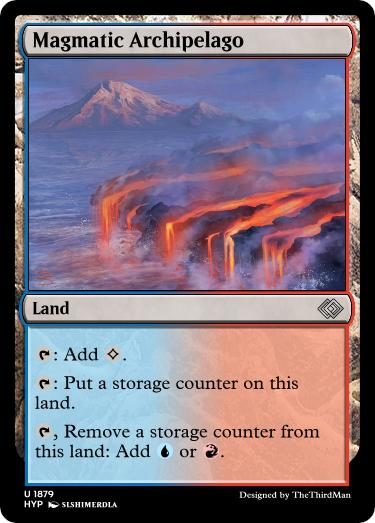 Magmatic Archipelago
Land
: Add .
: Put a storage counter on this
land.
, Remove a storage counter from
this land: Add or .
U 1879
HYP SLSHIMERDLA
Designed by TheThirdMan